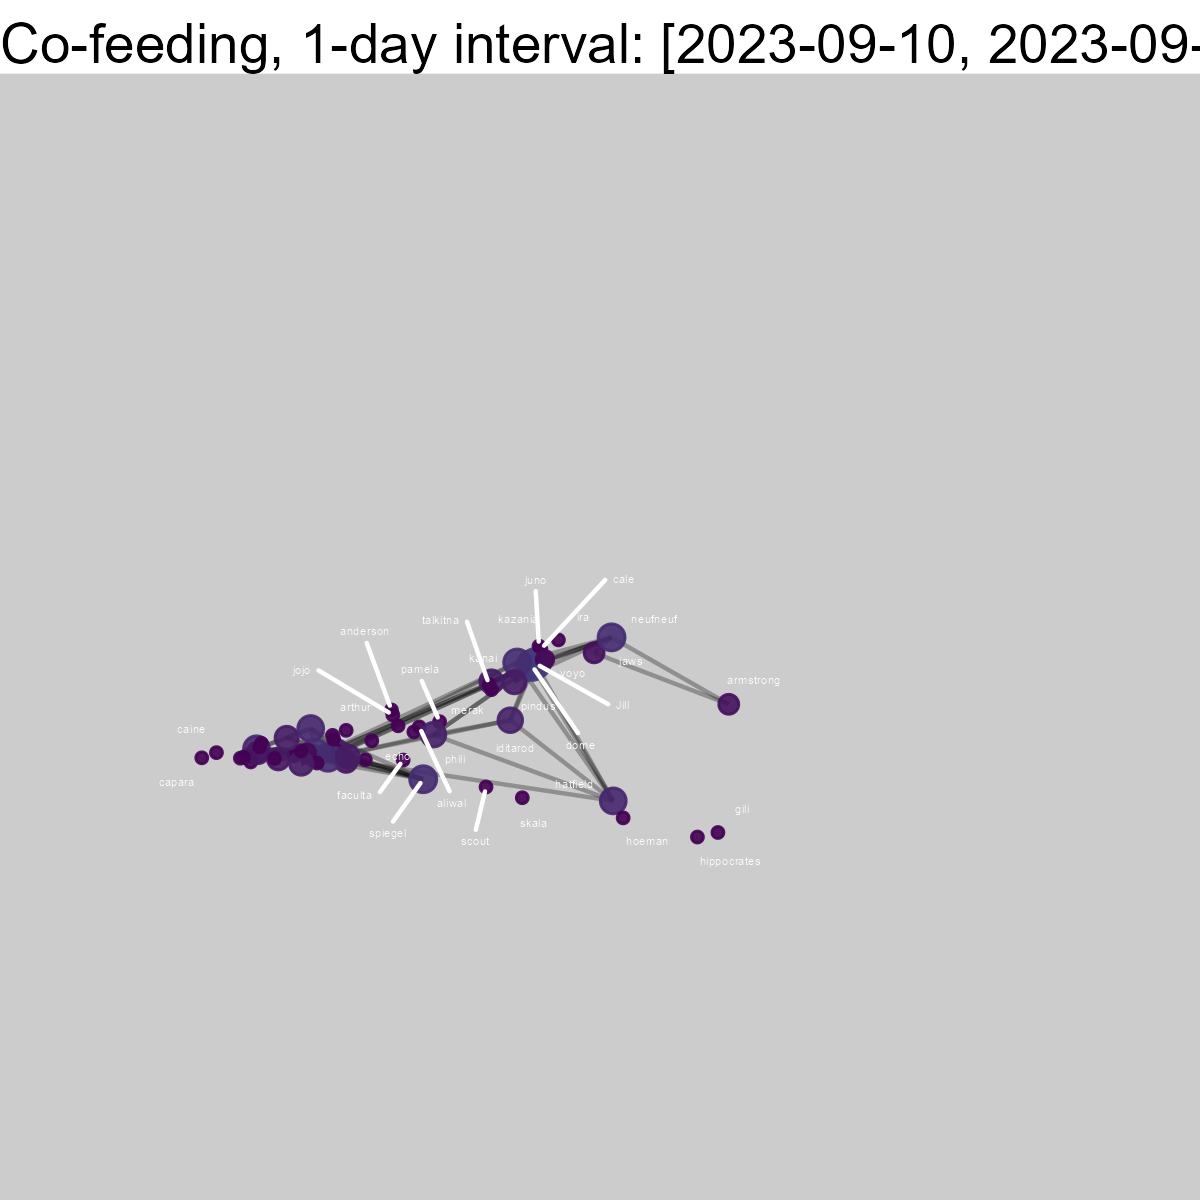 Co-feeding, 1-day interval: [2023-09-10, 2023-09-
juno
cale
talkitna
kazania
ira
neufneuf
anderson
kanai
jaws
jojo
pamela
yoyo
armstrong
arthur
merak
pindus
Jill
caine
iditarod
dome
echo
phili
capara
hatfield
faculta
aliwal
gili
spiegel
scout
skala
hoeman
hippocrates